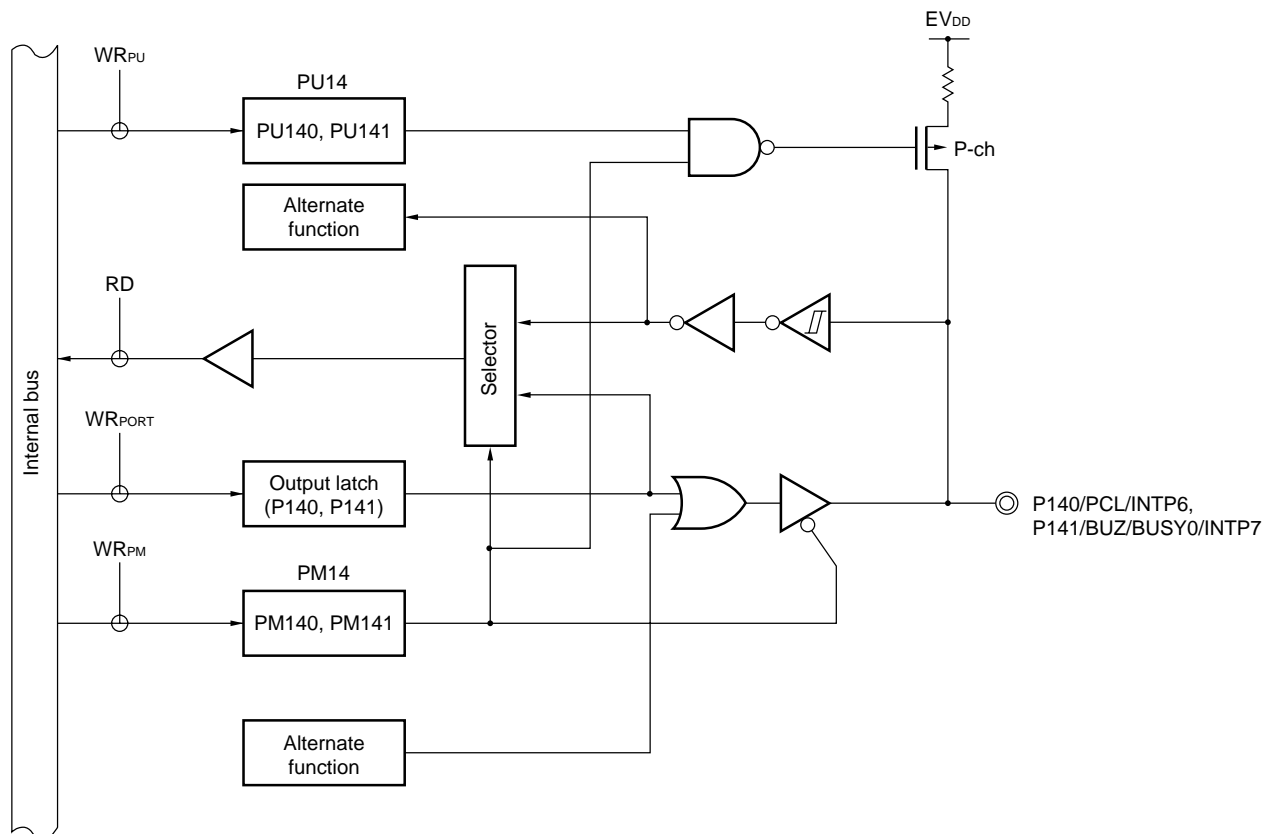 EVDD
WRPU
PU14
PU140, PU141
P-ch
Alternate
function
RD
Selector
Internal bus
WRPORT
Output latch
(P140, P141)
P140/PCL/INTP6,
P141/BUZ/BUSY0/INTP7
WRPM
PM14
PM140, PM141
Alternate
function